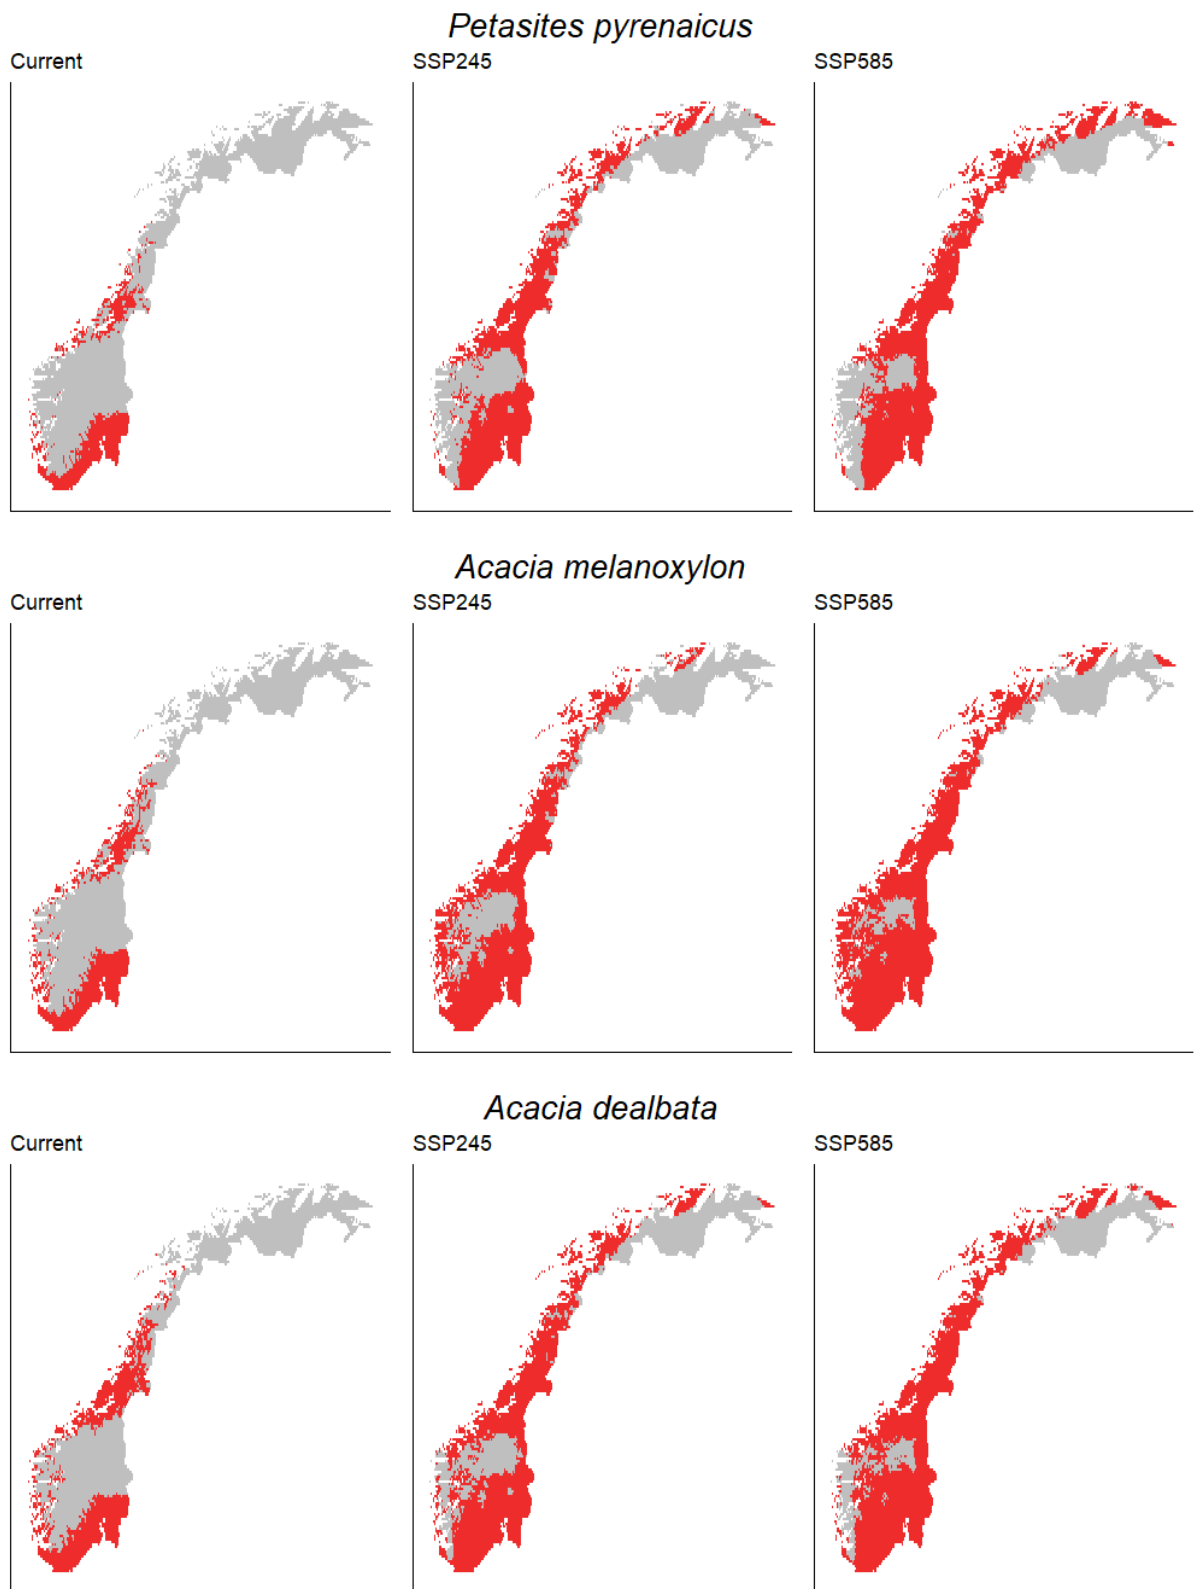 Petasites pyrenaicus
Current SSP245 SSP585
Acacia melanoxylon
Current SSP245 SSP585
Acacia dealbata
Current SSP245 SSP585